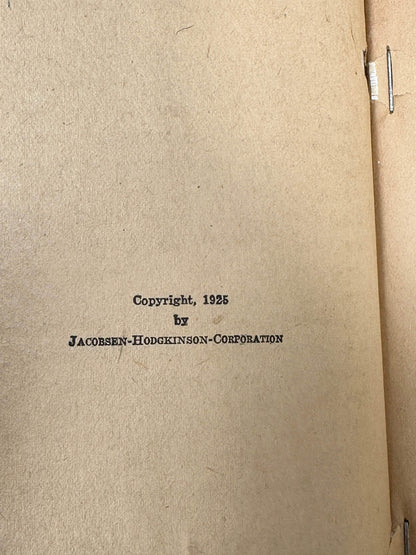 Copyright, 1925
by
JACOBSEN-HODGKINSON-CORPORATION